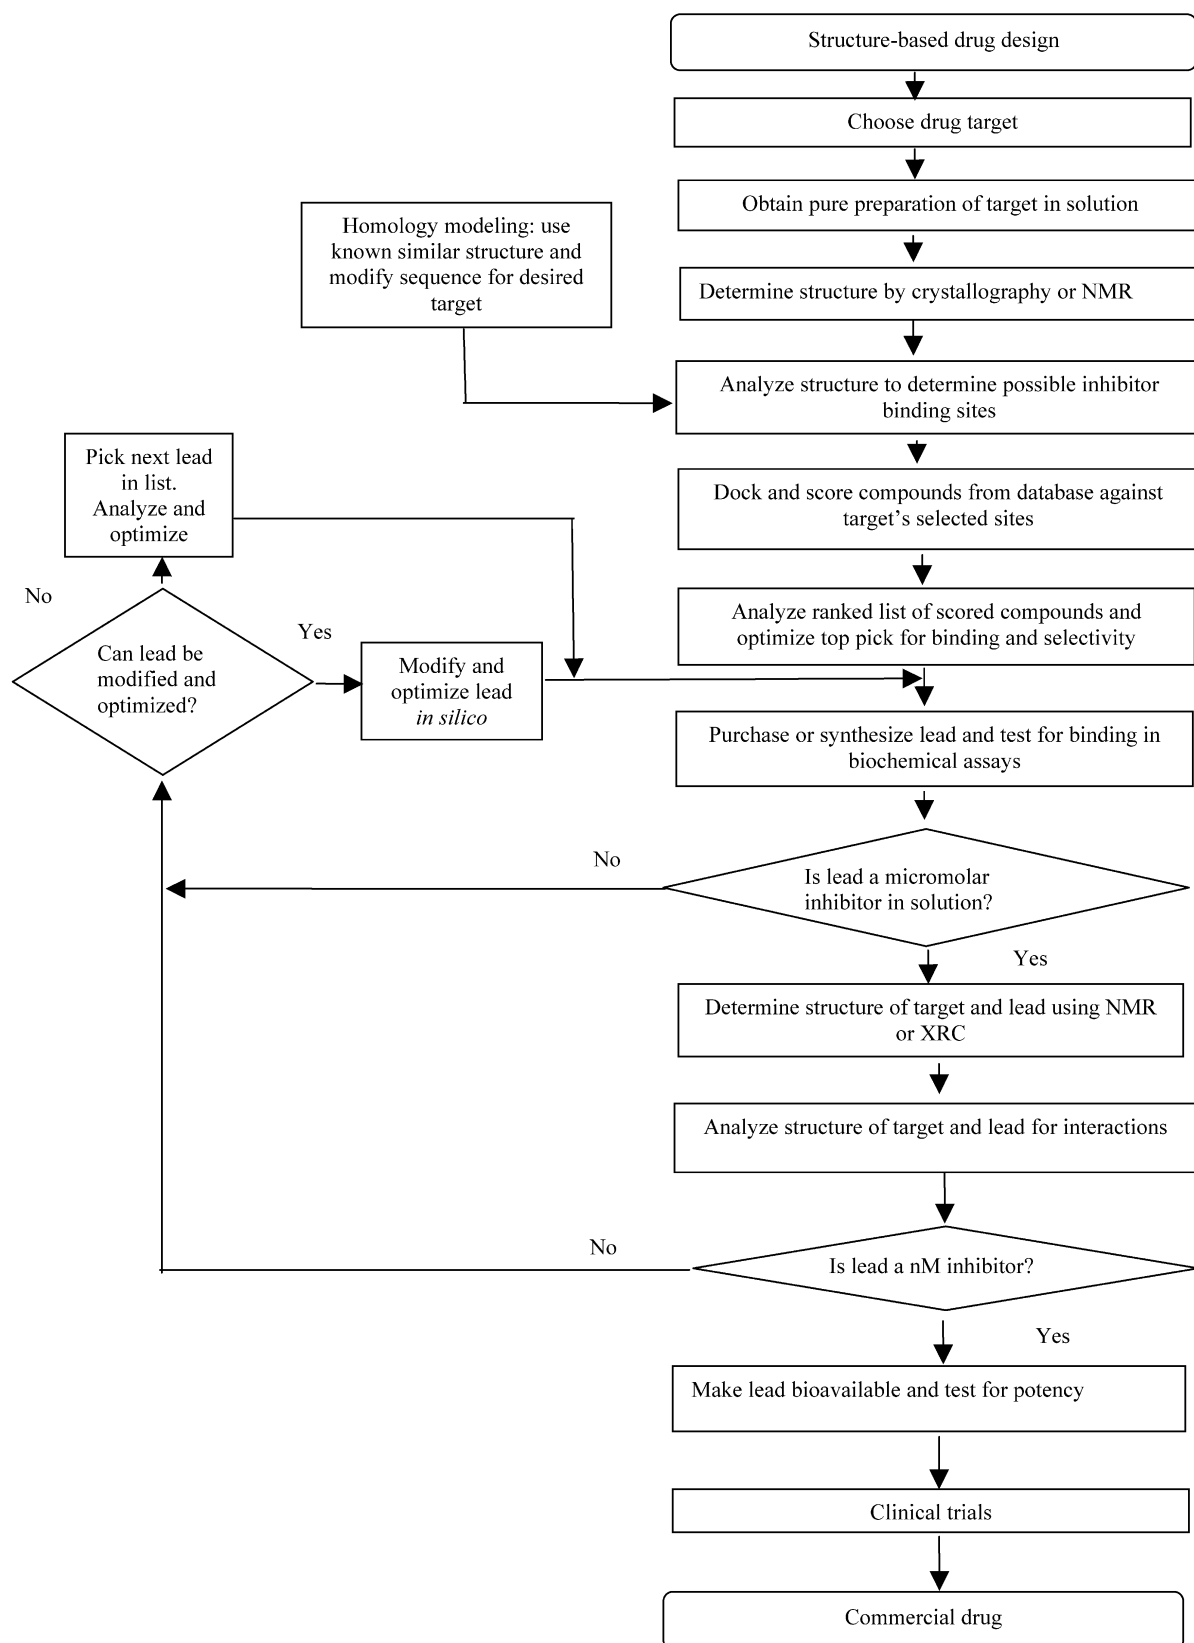 Structure-based drug design
Choose drug target
Obtain pure preparation of target in solution
Homology modeling: use
known similar structure and
modify sequence for desired
target
Determine structure by crystallography or NMR
Analyze structure to determine possible inhibitor
binding sites
Pick next lead
in list.
Analyze and
optimize
Dock and score compounds from database against
target's selected sites
No
Analyze ranked list of scored compounds and
optimize top pick for binding and selectivity
Yes
Can lead be
modified and
optimized?
Modify and
optimize lead
in silico
Purchase or synthesize lead and test for binding in
biochemical assays
No
Is lead a micromolar
inhibitor in solution?
Yes
Determine structure of target and lead using NMR
or XRC
Analyze structure of target and lead for interactions
No
Is lead a nM inhibitor?
Yes
Make lead bioavailable and test for potency
Clinical trials
Commercial drug